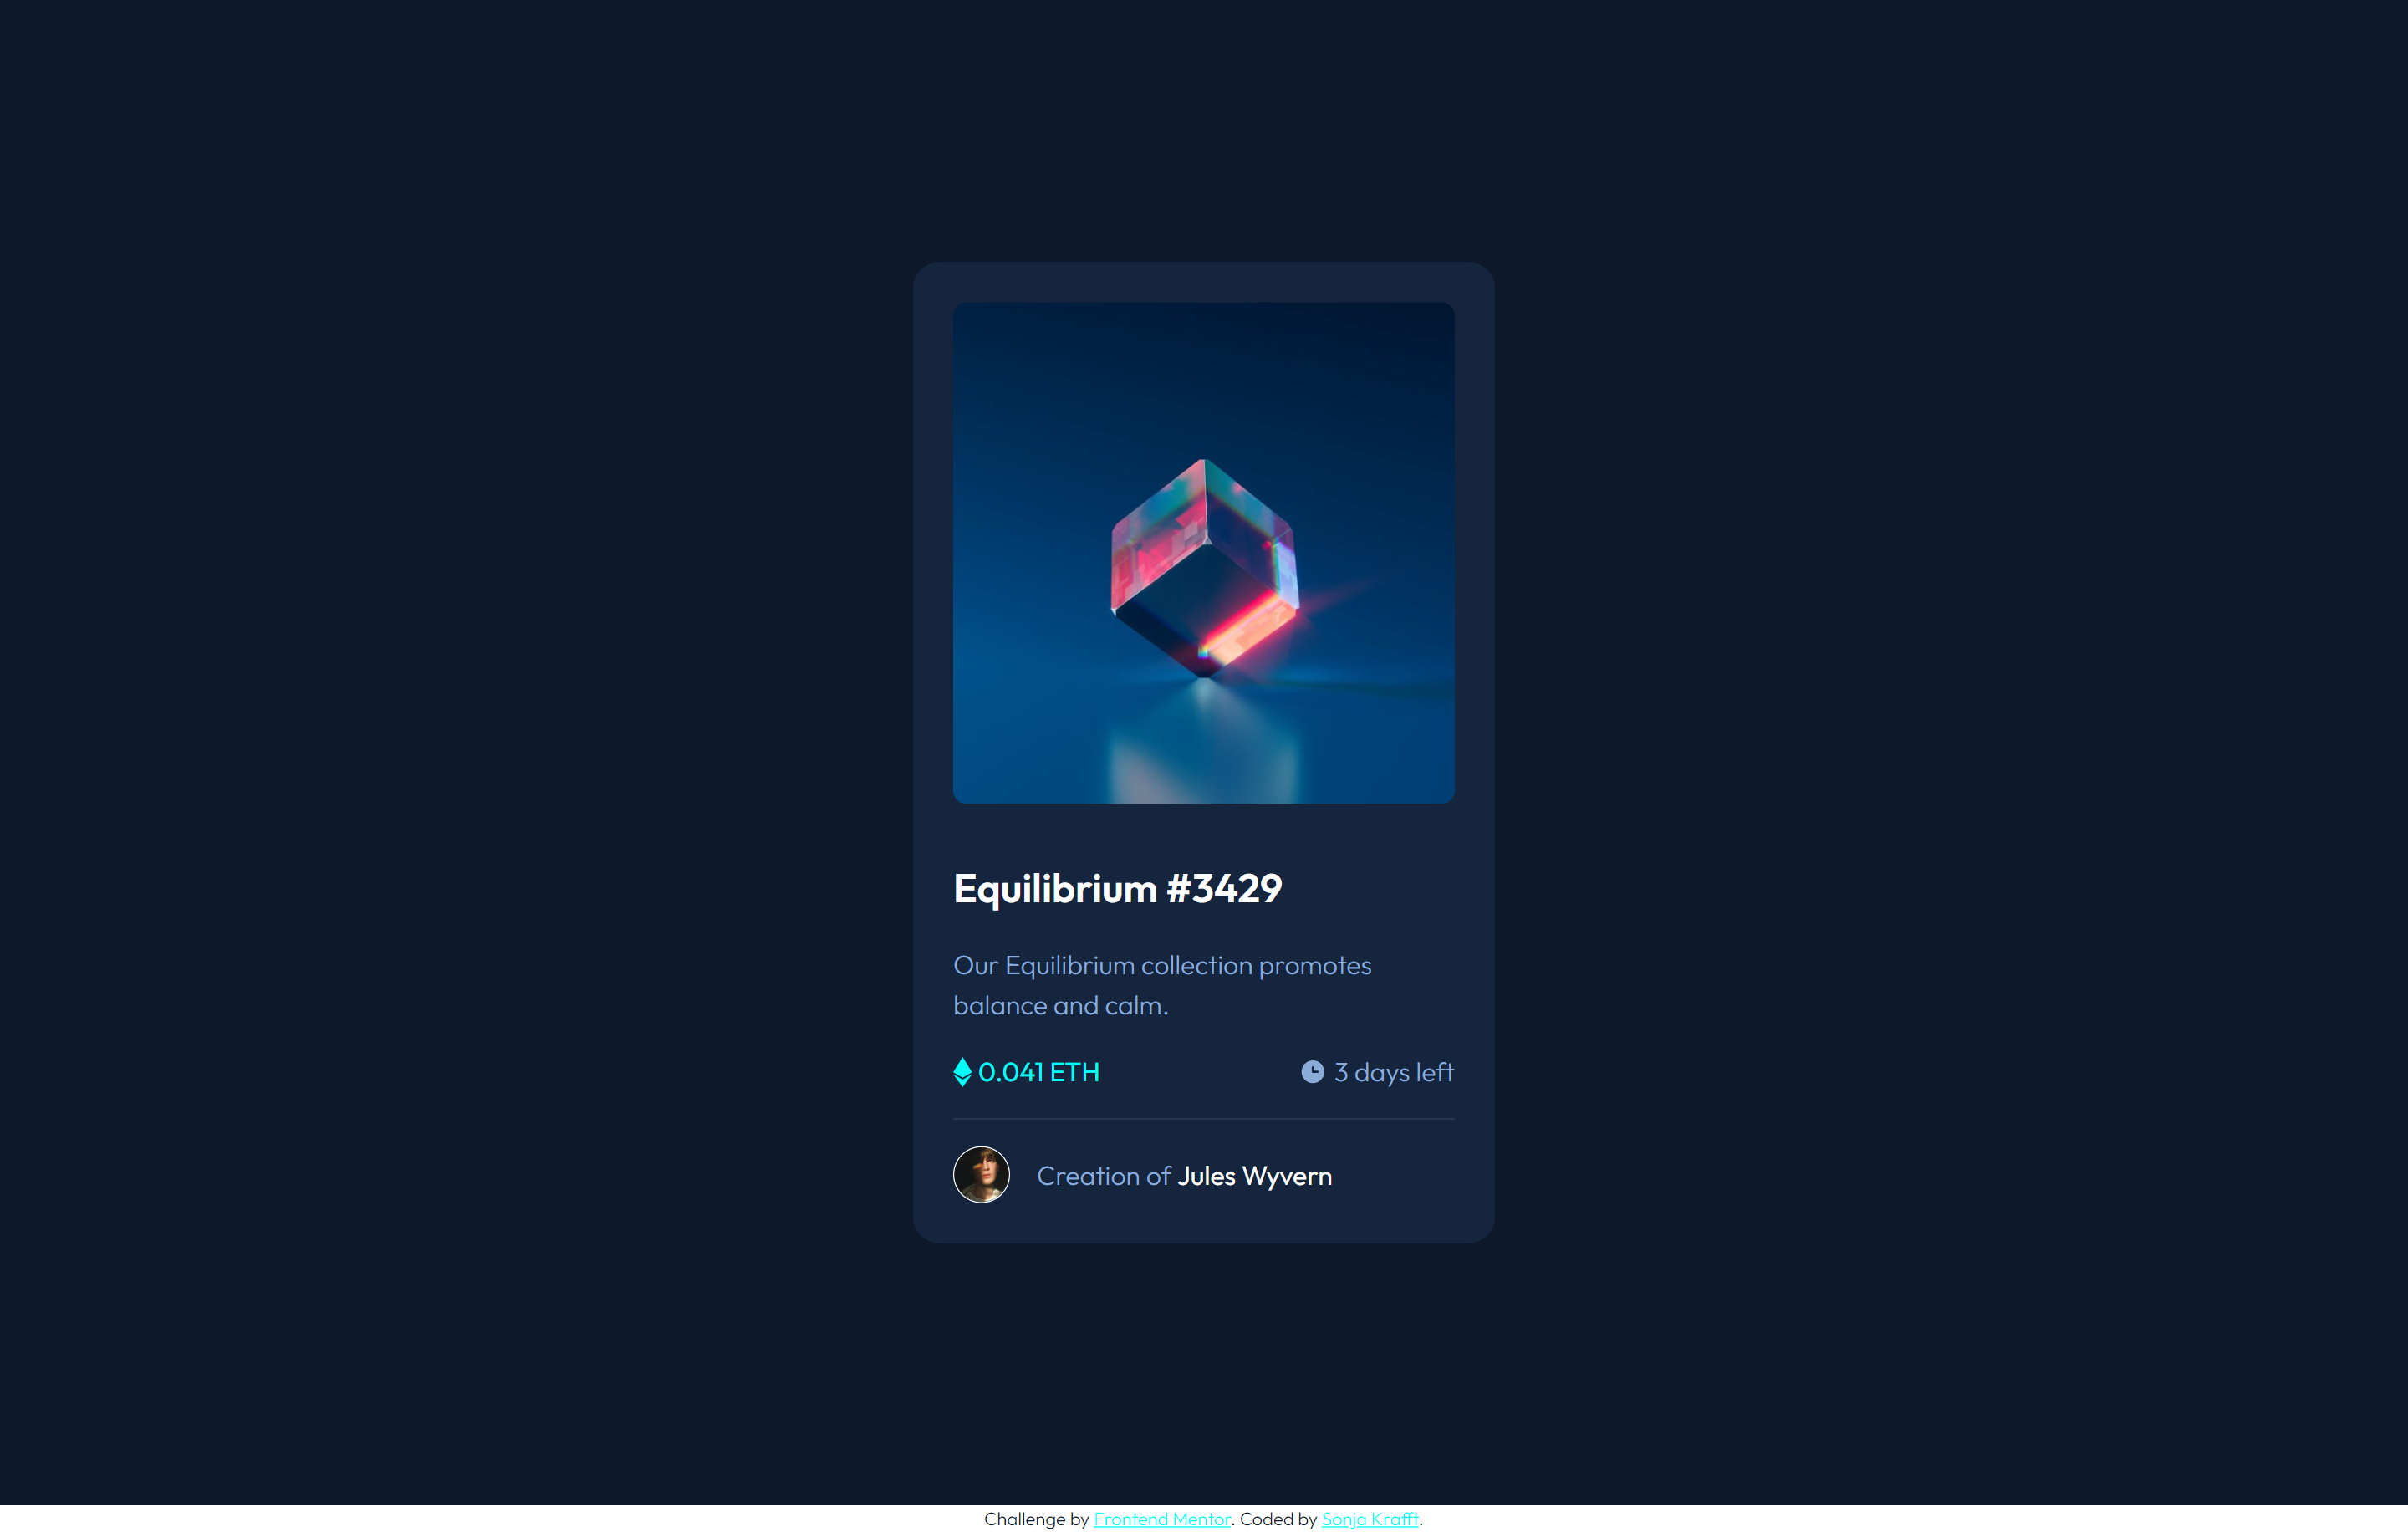 Equilibrium #3429
Our Equilibrium collection promotes
balance and calm.
0.041 ETH
3 days left
Creation of Jules Wyvern
Challenge by Frontend Mentor. Coded by Sonja Krafft.